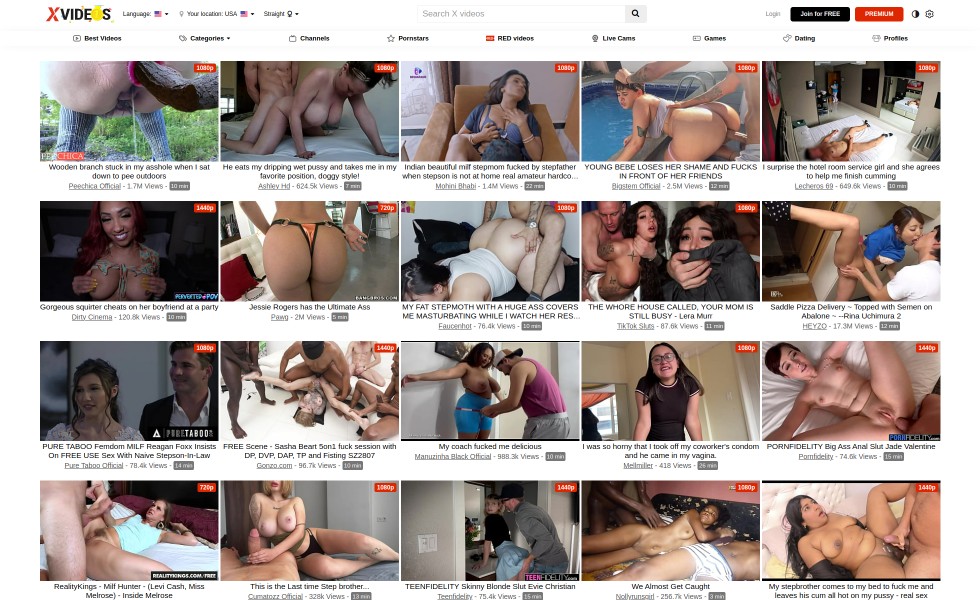 XVIDEOS
Language:
Your location: USA
Straight
Search X videos
Login
Join for FREE
PREMIUM
Best Videos
Categories
Channels
Pornstars
RED videos
Live Cams
Games
Dating
Profiles
1080p 1080p 1080p 1080p
Wooden branch stuck in my asshole when I sat
down to pee outdoors
Peechica Official - 1.7M Views - 10 min
He eats my dripping wet pussy and takes me in my
favorite position, doggy style!
Ashley Hd - 624.5k Views - 7 min
Indian beautiful milf stepmom fucked by stepfather
when stepson is not at home real amateur hardco...
Mohini Bhabi - 1.4M Views - 22 min
YOUNG BEBE LOSES HER SHAME AND FUCKS
IN FRONT OF HER FRIENDS
Bigstem Official - 2.5M Views - 12 min
I surprise the hotel room service girl and she agrees
to help me finish cumming
Lecheros 69 - 649.6k Views - 10 min
1440p 720p 1080p 1080p
PERVERTED POV
BANGBROS.COM
Gorgeous squirter cheats on her boyfriend at a party
Dirty Cinema - 120.8k Views - 10 min
Jessie Rogers has the Ultimate Ass
Pawg - 2M Views - 5 min
MY FAT STEPMOTH WITH A HUGE ASS COVERS
ME MASTURBATING WHILE I WATCH HER RES...
Faucenhot - 76.4k Views - 10 min
THE WHORE HOUSE CALLED, YOUR MOM IS
STILL BUSY - Lera Murr
TikTok Sluts - 87.6k Views - 11 min
Saddle Pizza Delivery ~ Topped with Semen on
Abalone ~ --Rina Uchimura 2
HEYZO - 17.3M Views - 12 min
1080p 1440p 1080p 1440p
PURETABOO
PORNFIDELITY.COM
PURE TABOO Femdom MILF Reagan Foxx Insists
On FREE USE Sex With Naive Stepson-In-Law
Pure Taboo Official - 78.4k Views - 14 min
FREE Scene - Sasha Beart 5on1 fuck session with
DP, DVP, DAP, TP and Fisting SZ2807
Gonzo.com - 96.7k Views - 10 min
My coach fucked me delicious
Manuzinha Black Official - 988.3k Views - 10 min
I was so horny that I took off my coworker's condom
and he came in my vagina.
Mellmiller - 418 Views - 26 min
PORNFIDELITY Big Ass Anal Slut Jade Valentine
Pornfidelity - 74.6k Views - 15 min
720p 1080p 1440p 1080p 1440p
REALITYKINGS.COM/FREE
TEENFIDELITY.COM
RealityKings - Milf Hunter - (Levi Cash, Miss
Melrose) - Inside Melrose
This is the Last time Step brother...
Cumatozz Official - 328k Views - 13 min
TEENFIDELITY Skinny Blonde Slut Evie Christian
Teenfidelity - 75.4k Views - 15 min
We Almost Get Caught
Nollyrunsgirl - 256.7k Views - 3 min
My stepbrother comes to my bed to fuck me and
leaves his cum all hot on my pussy - real sex